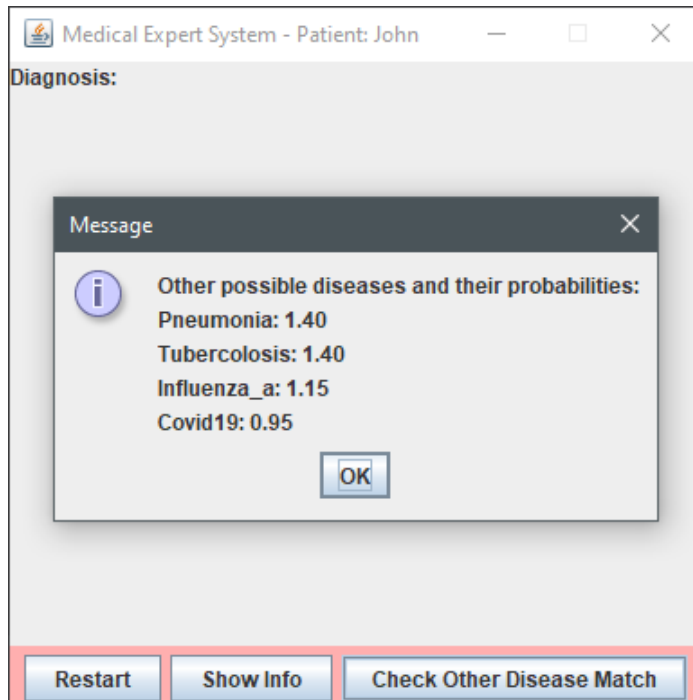 Medical Expert System - Patient: John
Diagnosis:
Message
Other possible diseases and their probabilities:
Pneumonia: 1.40
Tubercolosis: 1.40
Influenza_a: 1.15
Covid19: 0.95
OK
Restart
Show Info
Check Other Disease Match